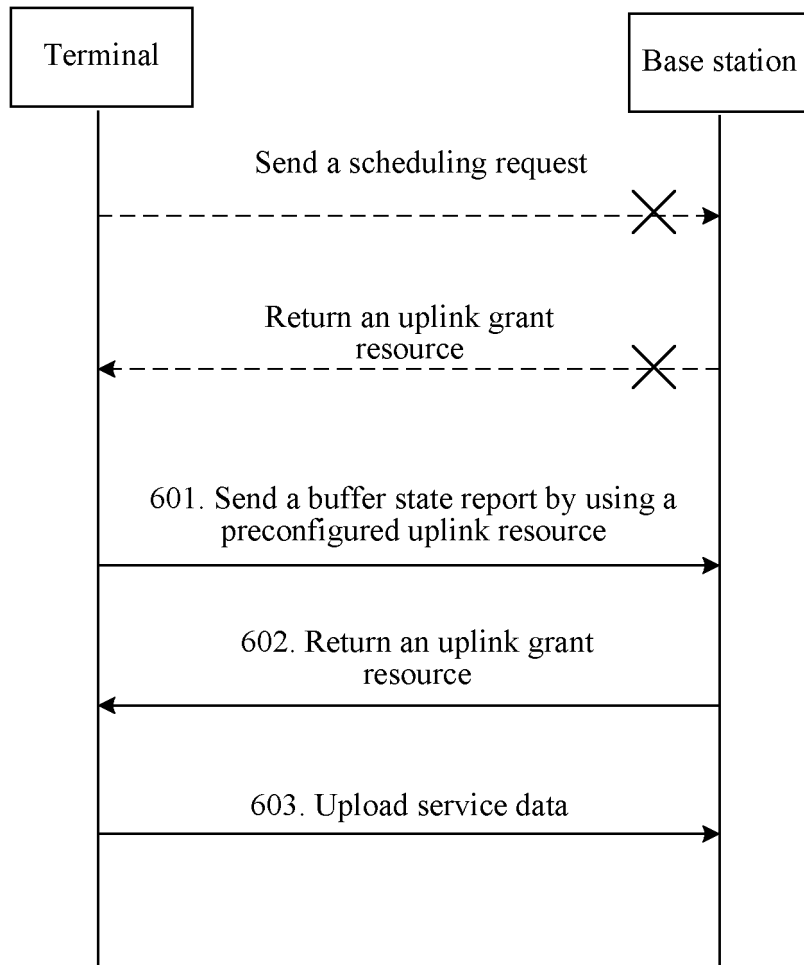 Terminal
Base station
Send a scheduling request
Return an uplink grant
resource
601. Send a buffer state report by using a
preconfigured uplink resource
602. Return an uplink grant
resource
603. Upload service data